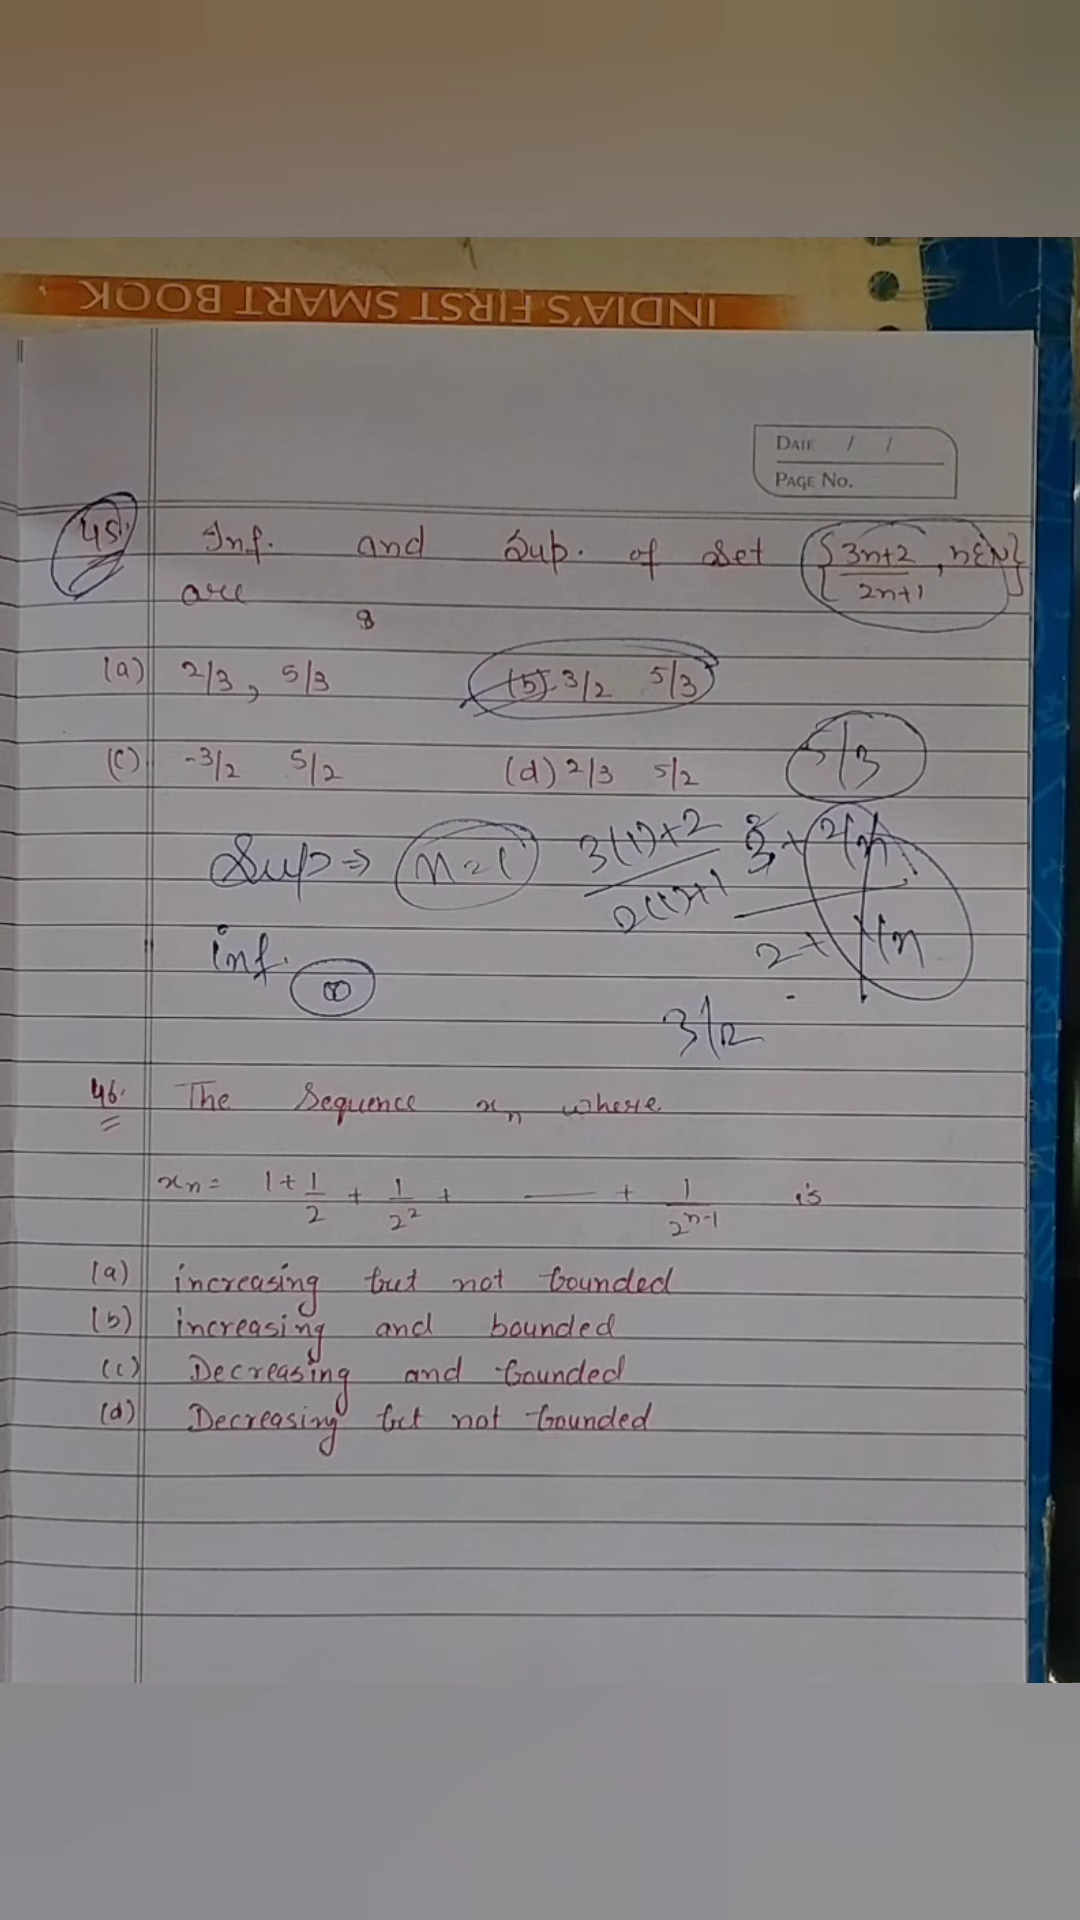 INDIA'S FIRST SMART BOOK
DATE / /
PAGE NO.
45. Inf. and Sup. of set {3n+2/2n+1, n∈N}
are
(a) 2/3, 5/3 (b) 3/2 5/3
(c) -3/2 5/2 (d) 2/3 5/2
5/3
Sup ⇒ n=1 3(1)+2/2(1)+1 3+2/n/2+1/n
inf. ∞
3/2
46. The Sequence xn where
xn = 1+1/2 + 1/2² + — + 1/2ⁿ⁻¹ is
(a) increasing but not bounded
(b) increasing and bounded
(c) Decreasing and bounded
(d) Decreasing but not bounded